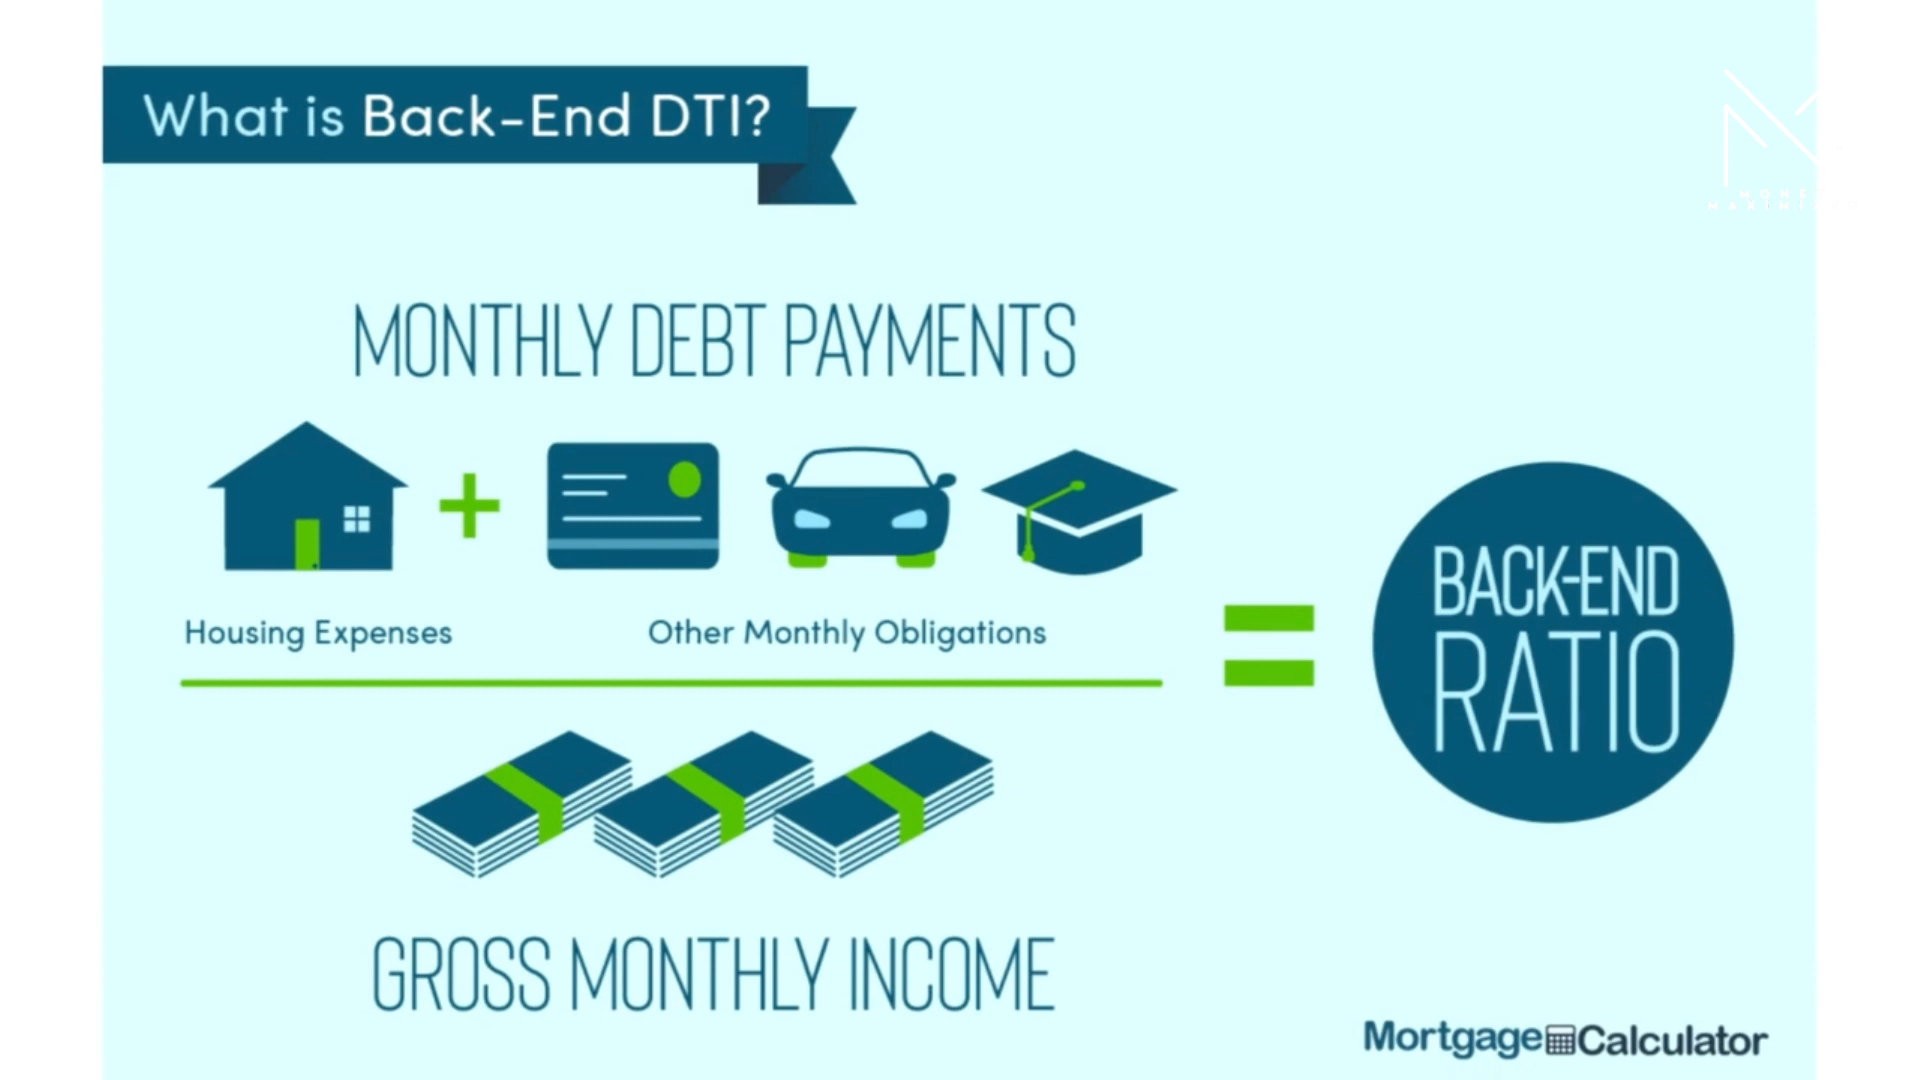 What is Back-End DTI?
MONTHLY DEBT PAYMENTS
Housing Expenses
Other Monthly Obligations
BACK-END
RATIO
GROSS MONTHLY INCOME
MortgageCalculator